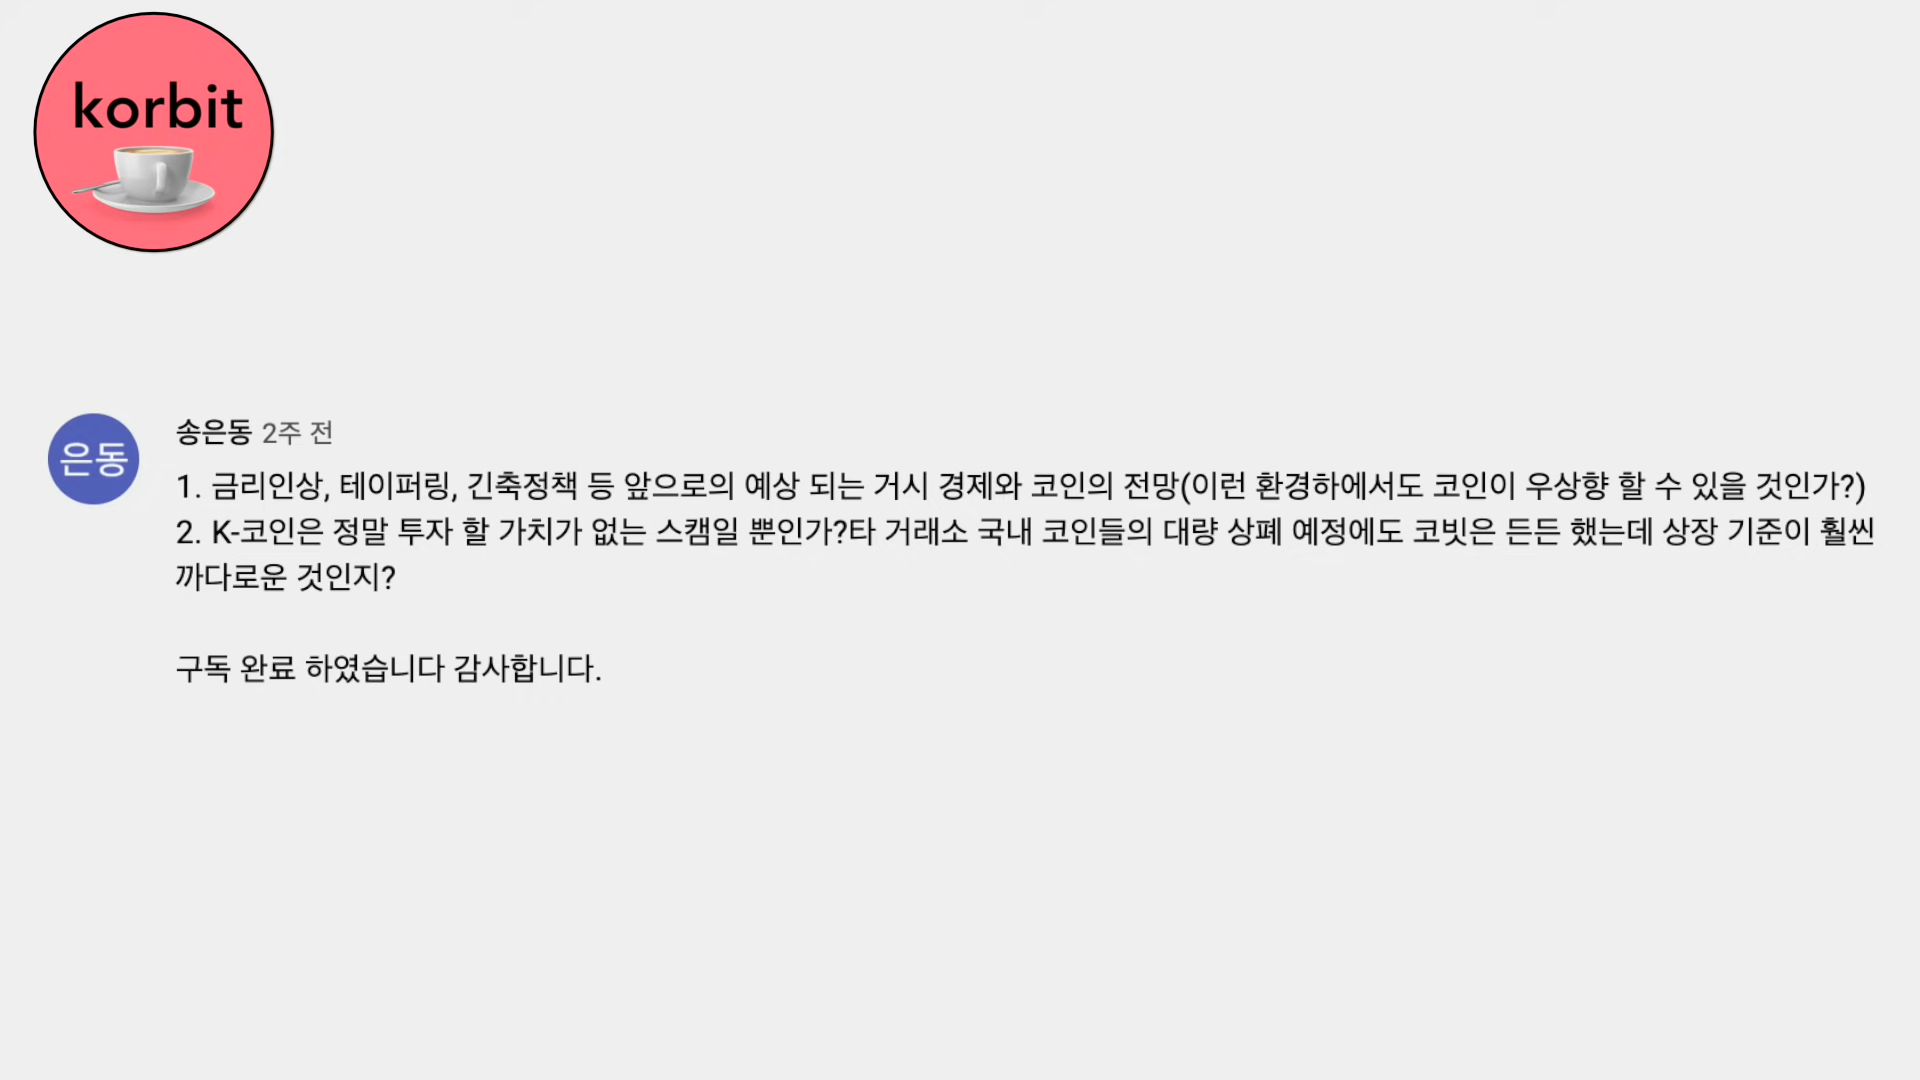 korbit
은동
송은동 2주 전
1. 금리인상, 테이퍼링, 긴축정책 등 앞으로의 예상 되는 거시 경제와 코인의 전망(이런 환경하에서도 코인이 우상향 할 수 있을 것인가?)
2. K-코인은 정말 투자 할 가치가 없는 스캠일 뿐인가?타 거래소 국내 코인들의 대량 상폐 예정에도 코빗은 든든 했는데 상장 기준이 훨씬
까다로운 것인지?
구독 완료 하였습니다 감사합니다.